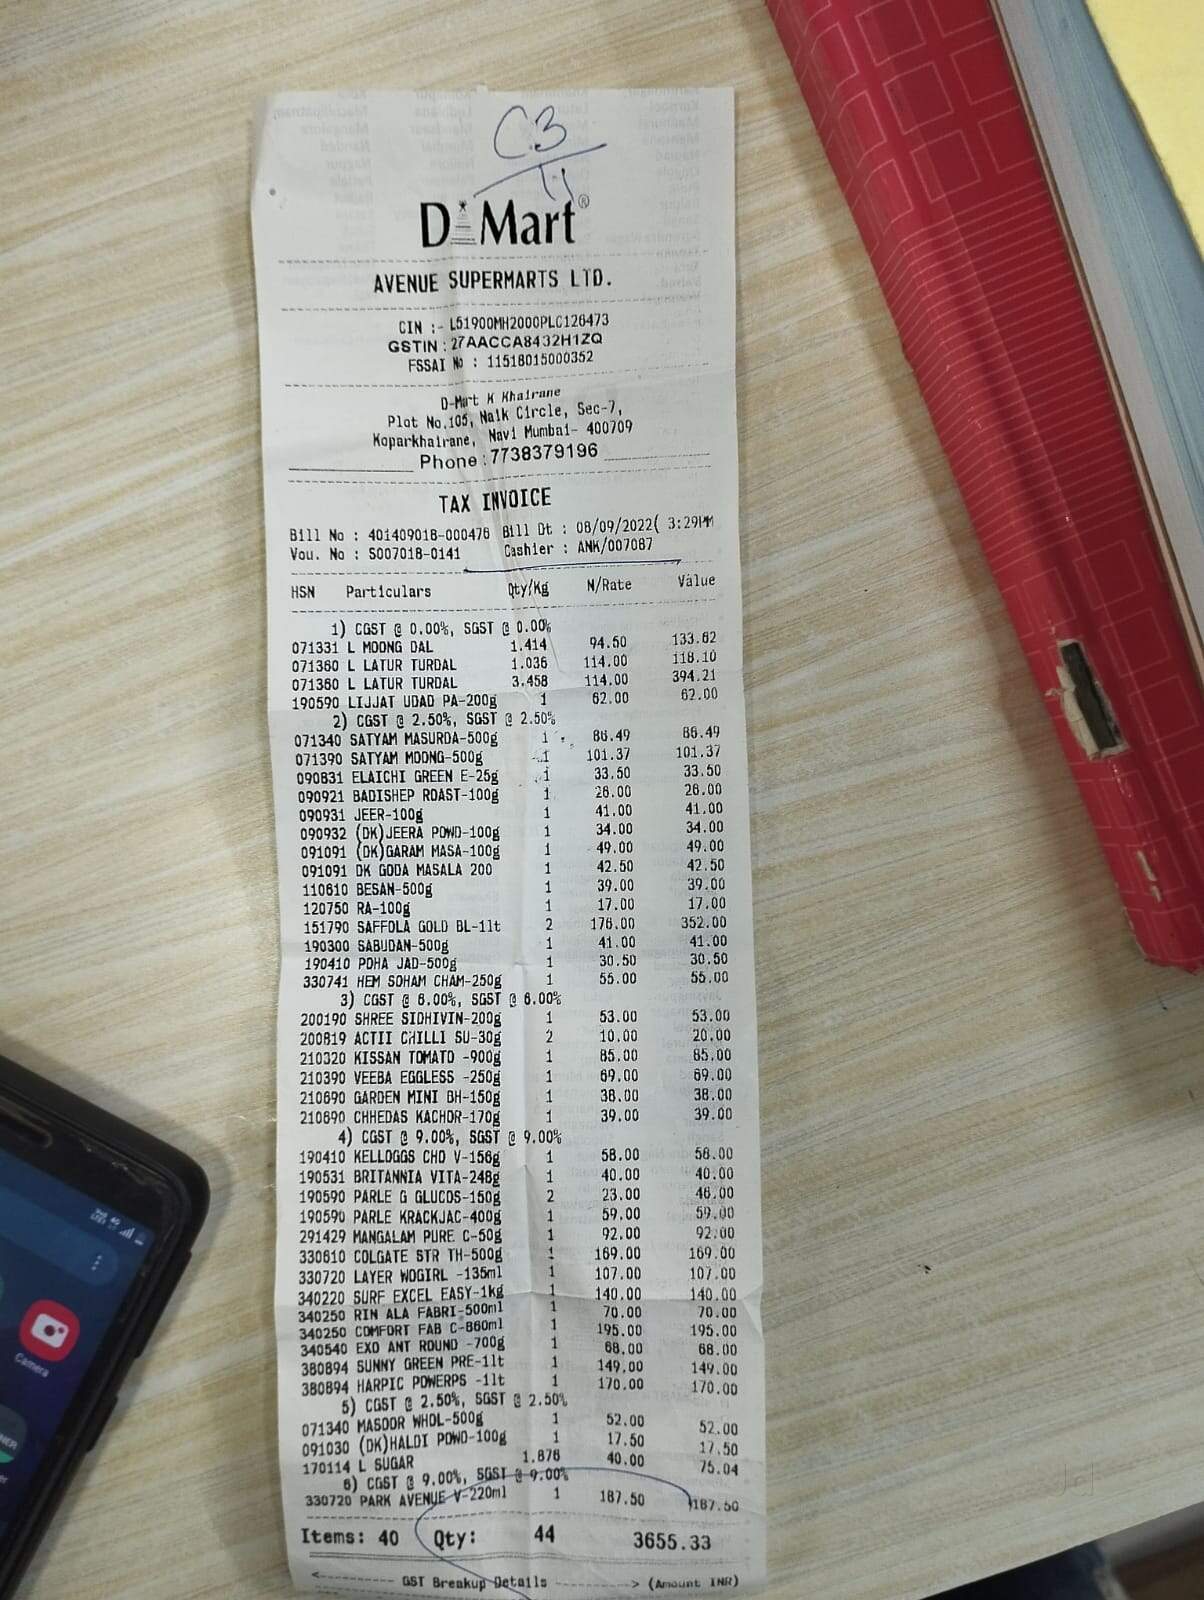 C3
11
D Mart®
AVENUE SUPERMARTS LTD.
CIN :- L51900MH2000PLC126473
GSTIN : 27AACCA8432H1ZQ
FSSAI No : 11518015000352
D-Mart K Khairane
Plot No.105, Naik Circle, Sec-7,
Koparkhairane, Navi Mumbai- 400709
Phone : 7738379196
TAX INVOICE
Bill No : 401409018-000476 Bill Dt : 08/09/2022( 3:29PM
Vou. No : S007018-0141 Cashier : ANK/007087
HSN Particulars Qty/Kg N/Rate Value
1) CGST @ 0.00%, SGST @ 0.00%
071331 L MOONG DAL 1.414 94.50 133.62
071360 L LATUR TURDAL 1.036 114.00 118.10
071360 L LATUR TURDAL 3.458 114.00 394.21
190590 LIJJAT UDAD PA-200g 1 62.00 62.00
2) CGST @ 2.50%, SGST @ 2.50%
071340 SATYAM MASURDA-500g 1 86.49 86.49
071390 SATYAM MOONG-500g 1 101.37 101.37
090831 ELAICHI GREEN E-25g 1 33.50 33.50
090921 BADISHEP ROAST-100g 1 26.00 26.00
090931 JEER-100g 1 41.00 41.00
090932 (DK)JEERA POWD-100g 1 34.00 34.00
091091 (DK)GARAM MASA-100g 1 49.00 49.00
091091 DK GODA MASALA 200 1 42.50 42.50
110610 BESAN-500g 1 39.00 39.00
120750 RA-100g 1 17.00 17.00
151790 SAFFOLA GOLD BL-1lt 2 176.00 352.00
190300 SABUDAN-500g 1 41.00 41.00
190410 POHA JAD-500g 1 30.50 30.50
330741 HEM SOHAM CHAM-250g 1 55.00 55.00
3) CGST @ 6.00%, SGST @ 6.00%
200190 SHREE SIDHIVIN-200g 1 53.00 53.00
200819 ACTII CHILLI SU-30g 2 10.00 20.00
210320 KISSAN TOMATO -900g 1 85.00 85.00
210390 VEEBA EGGLESS -250g 1 69.00 69.00
210690 GARDEN MINI BH-150g 1 38.00 38.00
210690 CHHEDAS KACHOR-170g 1 39.00 39.00
4) CGST @ 9.00%, SGST @ 9.00%
190410 KELLOGGS CHO V-156g 1 58.00 58.00
190531 BRITANNIA VITA-248g 1 40.00 40.00
190590 PARLE G GLUCOS-150g 2 23.00 46.00
190590 PARLE KRACKJAC-400g 1 59.00 59.00
291429 MANGALAM PURE C-50g 1 92.00 92.00
330610 COLGATE STR TH-500g 1 169.00 169.00
330720 LAYER WOGIRL -135ml 1 107.00 107.00
340220 SURF EXCEL EASY-1kg 1 140.00 140.00
340250 RIN ALA FABRI-500ml 1 70.00 70.00
340250 COMFORT FAB C-860ml 1 195.00 195.00
340540 EXO ANT ROUND -700g 1 68.00 68.00
380894 SUNNY GREEN PRE-1lt 1 149.00 149.00
380894 HARPIC POWERPS -1lt 1 170.00 170.00
5) CGST @ 2.50%, SGST @ 2.50%
071340 MASOOR WHOL-500g 1 52.00 52.00
091030 (DK)HALDI POWD-100g 1 17.50 17.50
170114 L SUGAR 1.876 40.00 75.04
6) CGST @ 9.00%, SGST @ 9.00%
330720 PARK AVENUE V-220ml 1 187.50 187.50
Items: 40 Qty: 44 3655.33
<------- GST Breakup Details -------> (Amount INR)
Camera